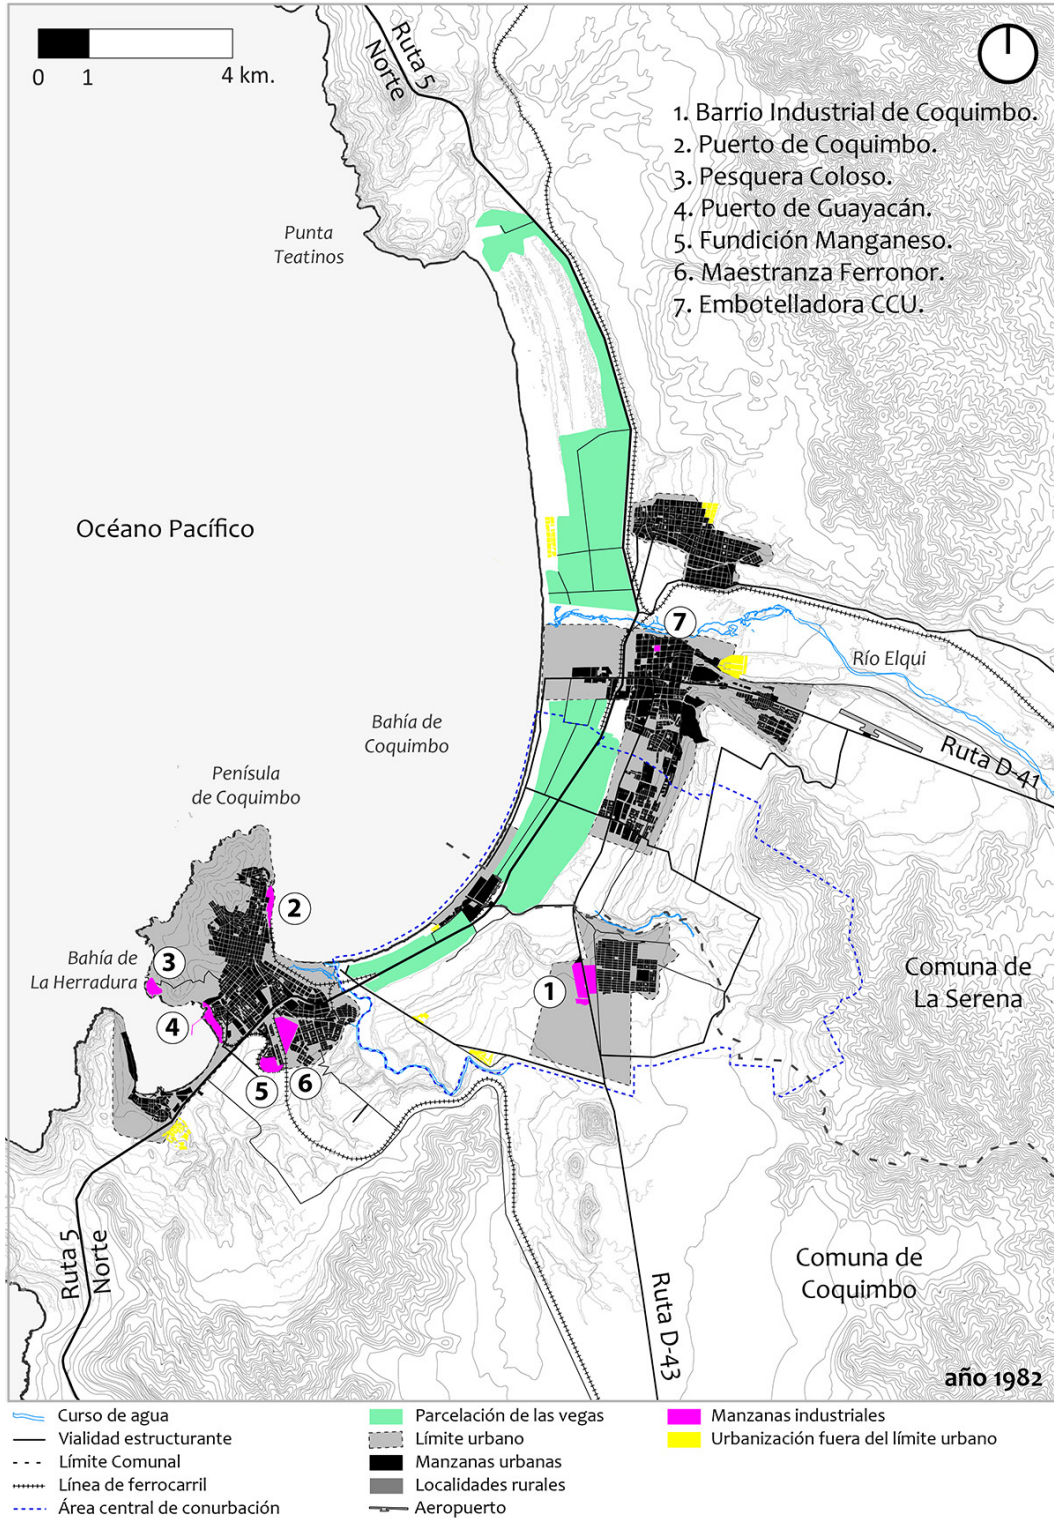 0 1 4 km.
Ruta 5
Norte
1. Barrio Industrial de Coquimbo.
2. Puerto de Coquimbo.
3. Pesquera Coloso.
4. Puerto de Guayacán.
5. Fundición Manganeso.
6. Maestranza Ferronor.
7. Embotelladora CCU.
Punta
Teatinos
Océano Pacífico
7
Río Elqui
Bahía de
Coquimbo
Ruta D-41
Penísula
de Coquimbo
2
Bahía de
La Herradura
3
1
Comuna de
La Serena
4
5
6
Ruta 5
Norte
Comuna de
Coquimbo
Ruta D-43
año 1982
Curso de agua
Vialidad estructurante
Límite Comunal
Línea de ferrocarril
Área central de conurbación
Parcelación de las vegas
Límite urbano
Manzanas urbanas
Localidades rurales
Aeropuerto
Manzanas industriales
Urbanización fuera del límite urbano